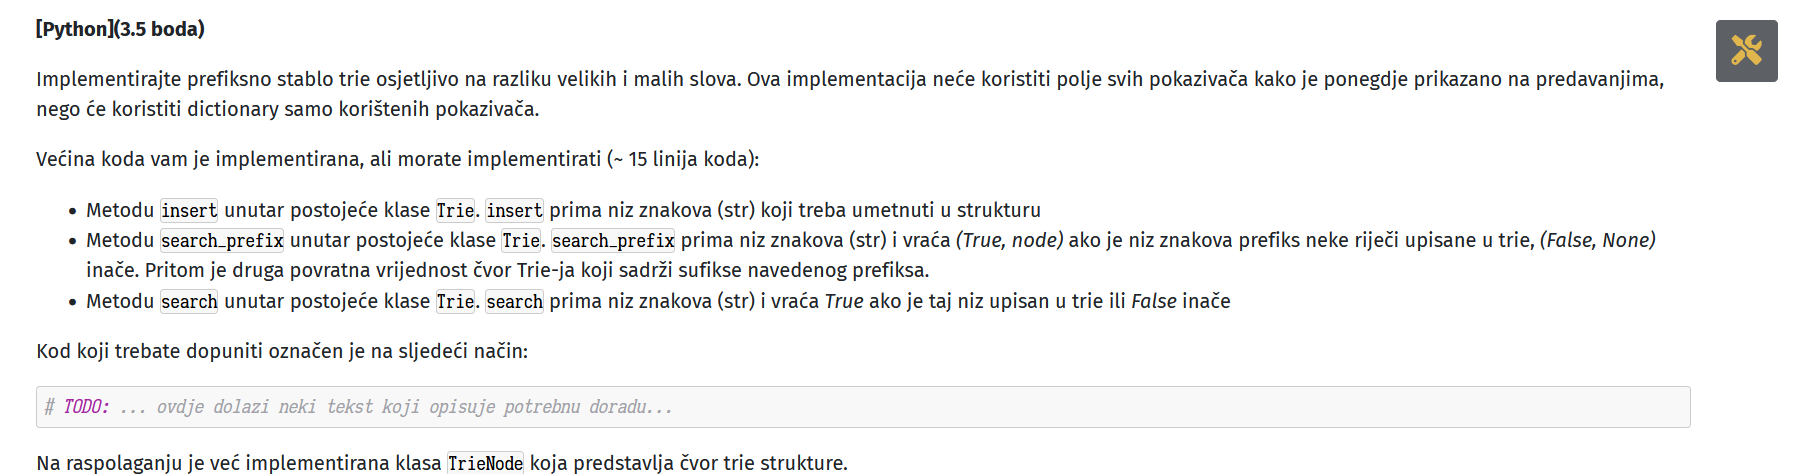 [Python](3.5 boda)
Implementirajte prefiksno stablo trie osjetljivo na razliku velikih i malih slova. Ova implementacija neće koristiti polje svih pokazivača kako je ponegdje prikazano na predavanjima,
nego će koristiti dictionary samo korištenih pokazivača.
Većina koda vam je implementirana, ali morate implementirati (~ 15 linija koda):
• Metodu insert unutar postojeće klase Trie. insert prima niz znakova (str) koji treba umetnuti u strukturu
• Metodu search_prefix unutar postojeće klase Trie. search_prefix prima niz znakova (str) i vraća (True, node) ako je niz znakova prefiks neke riječi upisane u trie, (False, None)
inače. Pritom je druga povratna vrijednost čvor Trie-ja koji sadrži sufikse navedenog prefiksa.
• Metodu search unutar postojeće klase Trie. search prima niz znakova (str) i vraća True ako je taj niz upisan u trie ili False inače
Kod koji trebate dopuniti označen je na sljedeći način:
# TODO: ... ovdje dolazi neki tekst koji opisuje potrebnu doradu...
Na raspolaganju je već implementirana klasa TrieNode koja predstavlja čvor trie strukture.